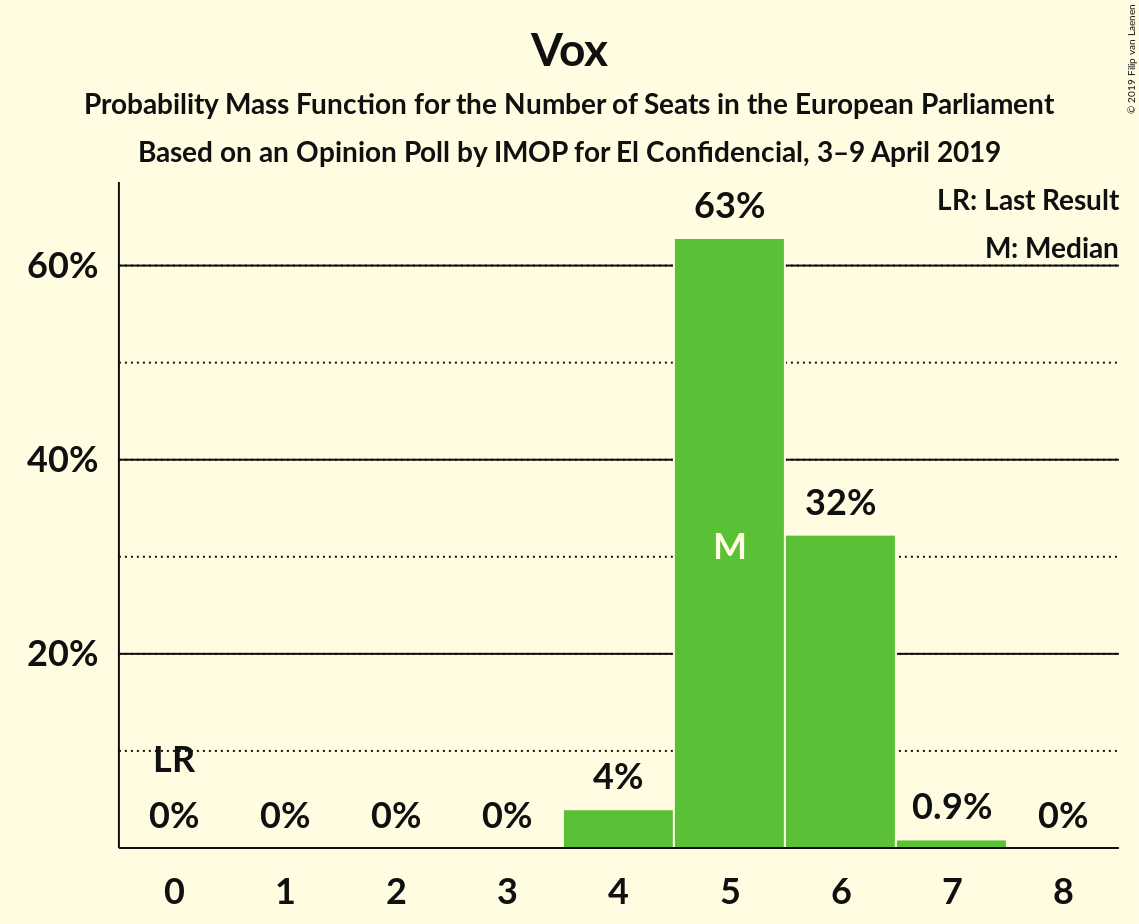 Vox
Probability Mass Function for the Number of Seats in the European Parliament
Based on an Opinion Poll by IMOP for El Confidencial, 3–9 April 2019
© 2019 Filip van Laenen
LR: Last Result
M: Median
60%
40%
20%
63%
32%
M
LR
0%
0%
0%
0%
4%
0.9%
0%
0 1 2 3 4 5 6 7 8